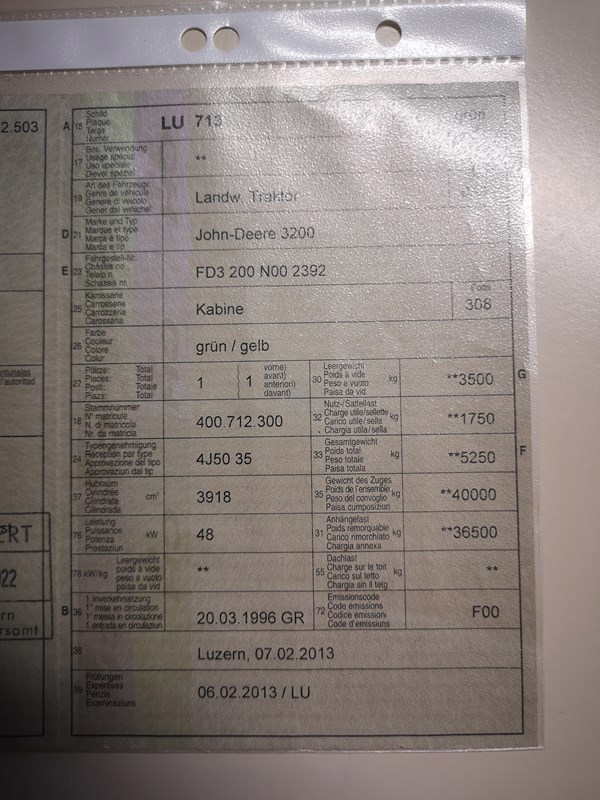 2.503
A 15 Schild Plaque Targa Numer LU 713
17 Bes. Verwendung Usage spécial Uso speciale Diever spezial **
19 Art des Fahrzeugs Genre de véhicule Genere di veicolo Gener dal vehichel Landw. Traktor
D 21 Marke und Typ Marque et type Marca e tipo Marca e tip John-Deere 3200
E 23 Fahrgestell-Nr. Châssis no Telaio n. Schassis nr. FD3 200 N00 2392
25 Karosserie Carrosserie Carrozzeria Carossaria Kabine 308
26 Farbe Couleur Colore Colur grün / gelb
27 Plätze: Total Places: Total Posti: Totale Plazs: Total 1 ( 1 vorne) avant) anteriori) davant) 30 Leergewicht Poids à vide Peso a vuoto Paisa da vid kg **3500 G
18 Stammnummer N° matricule N. di matricola Nr. da matricla 400.712.300 32 Nutz-/Sattellast Charge utile/sellette Carico utile/sella Chargia utila/sella kg **1750
24 Typengenehmigung Réception par type Approvazione del tipo Approvaziun dal tip 4J50 35 33 Gesamtgewicht Poids total Peso totale Paisa totala kg **5250 F
37 Hubraum Cylindrée Cilindrata Cilindrada cm³ 3918 35 Gewicht des Zuges Poids de l'ensemble Peso del convoglio Paisa cumposiziun kg **40000
76 Leistung Puissance Potenza Prestaziun kW 48 31 Anhängelast Poids remorquable Carico rimorchiato Chargia annexa kg **36500
78 kW/kg Leergewicht poids à vide peso a vuoto paisa da vid ** 55 Dachlast Charge sur le toit Carico sul tetto Chargia sin il tetg kg **
B 36 1. Inverkehrsetzung 1re mise en circulation 1a messa in circolazione 1. entrada en circulaziun 20.03.1996 GR 72 Emissionscode Code émissions Codice emissioni Code d'emissiuns F00
38 Luzern, 07.02.2013
39 Prüfungen Expertises Perizie Examinaziuns 06.02.2013 / LU